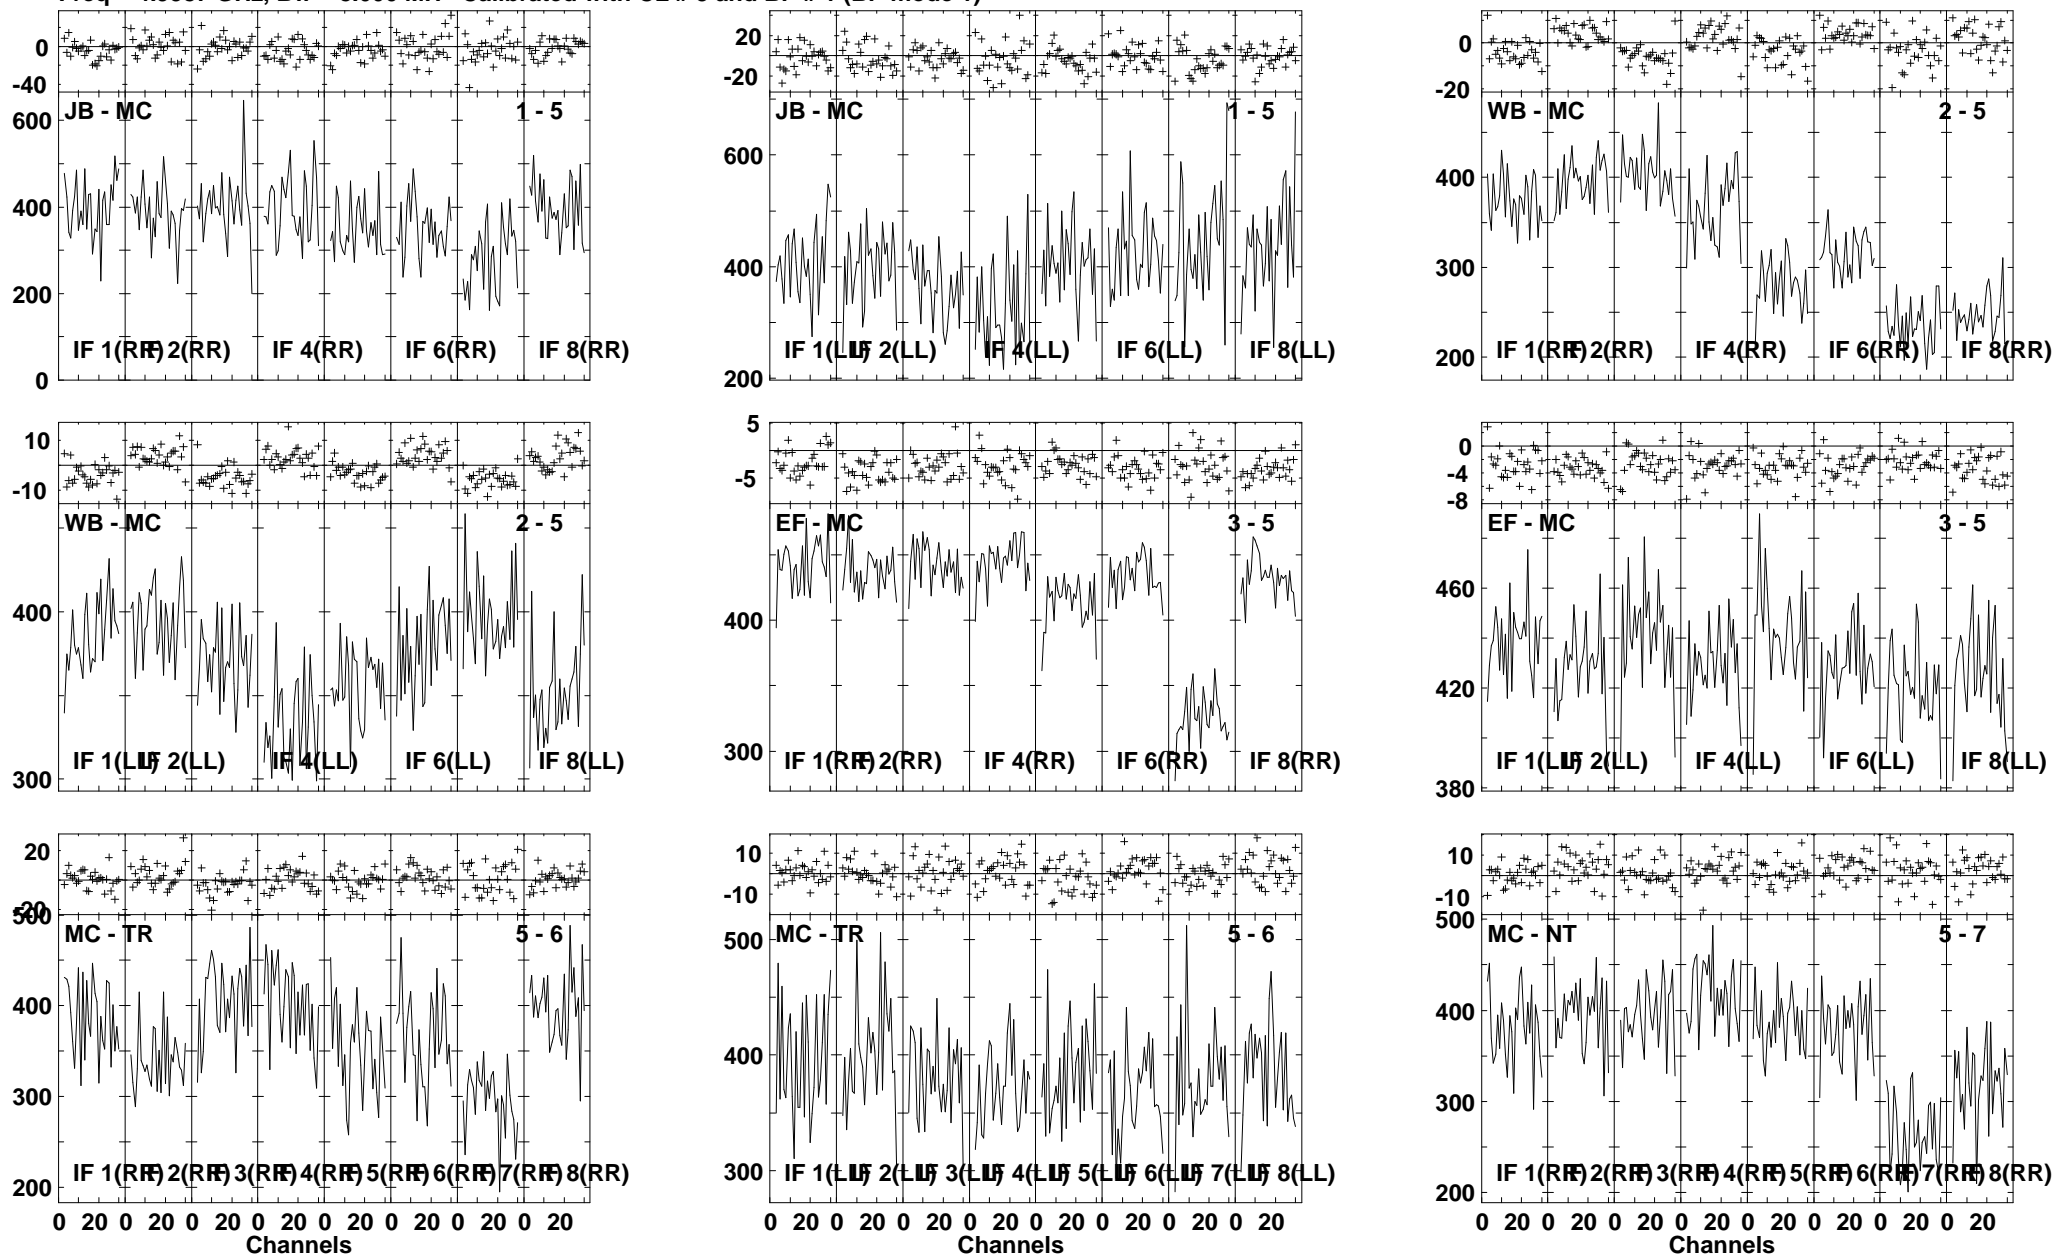 0
-40
JB - MC 1 - 5
600
400
200
0
IF 1(RR) IF 2(RR) IF 4(RR) IF 6(RR) IF 8(RR)
20
-20
JB - MC 1 - 5
600
400
200
IF 1(LL) IF 2(LL) IF 4(LL) IF 6(LL) IF 8(LL)
0
-20
WB - MC 2 - 5
400
300
200
IF 1(RR) IF 2(RR) IF 4(RR) IF 6(RR) IF 8(RR)
10
-10
WB - MC 2 - 5
400
300
IF 1(LL) IF 2(LL) IF 4(LL) IF 6(LL) IF 8(LL)
5
-5
EF - MC 3 - 5
400
300
IF 1(RR) IF 2(RR) IF 4(RR) IF 6(RR) IF 8(RR)
0
-4
-8
EF - MC 3 - 5
460
420
380
IF 1(LL) IF 2(LL) IF 4(LL) IF 6(LL) IF 8(LL)
20
-20
500
MC - TR 5 - 6
400
300
200
IF 1(RR) IF 2(RR) IF 3(RR) IF 4(RR) IF 5(RR) IF 6(RR) IF 7(RR) IF 8(RR)
0 20 0 20 0 20 0 20 0 20 0 20 0 20 0 20
Channels
10
-10
500
MC - TR 5 - 6
400
300
IF 1(LL) IF 2(LL) IF 3(LL) IF 4(LL) IF 5(LL) IF 6(LL) IF 7(LL) IF 8(LL)
0 20 0 20 0 20 0 20 0 20 0 20 0 20 0 20
Channels
10
-10
500
MC - NT 5 - 7
400
300
200
IF 1(RR) IF 2(RR) IF 3(RR) IF 4(RR) IF 5(RR) IF 6(RR) IF 7(RR) IF 8(RR)
0 20 0 20 0 20 0 20 0 20 0 20 0 20 0 20
Channels